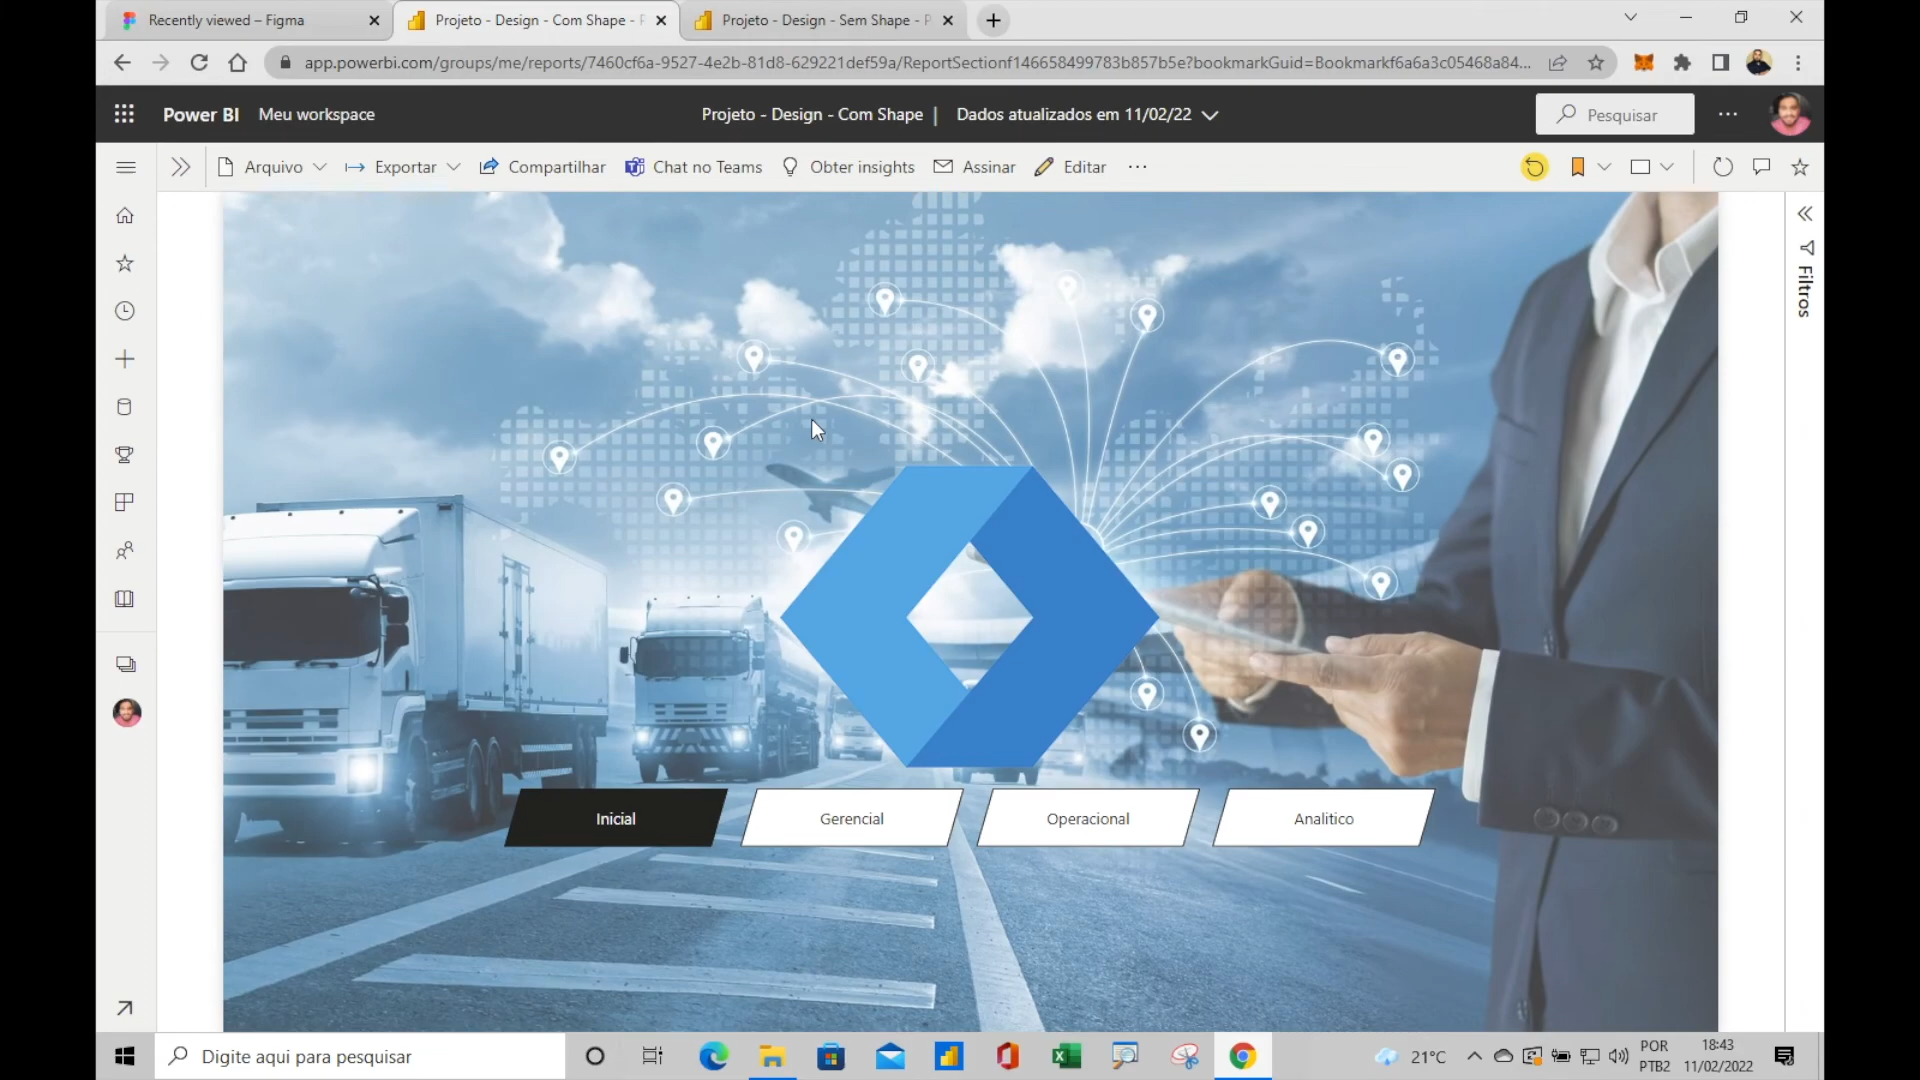 Recently viewed – Figma
Projeto - Design - Com Shape - P
Projeto - Design - Sem Shape - P
app.powerbi.com/groups/me/reports/7460cf6a-9527-4e2b-81d8-629221def59a/ReportSectionf146658499783b857b5e?bookmarkGuid=Bookmarkf6a6a3c05468a84...
Power BI Meu workspace
Projeto - Design - Com Shape | Dados atualizados em 11/02/22
Pesquisar
Arquivo Exportar Compartilhar Chat no Teams Obter insights Assinar Editar
Filtros
Inicial Gerencial Operacional Analitico
Digite aqui para pesquisar
21°C
POR
PTB2
18:43
11/02/2022